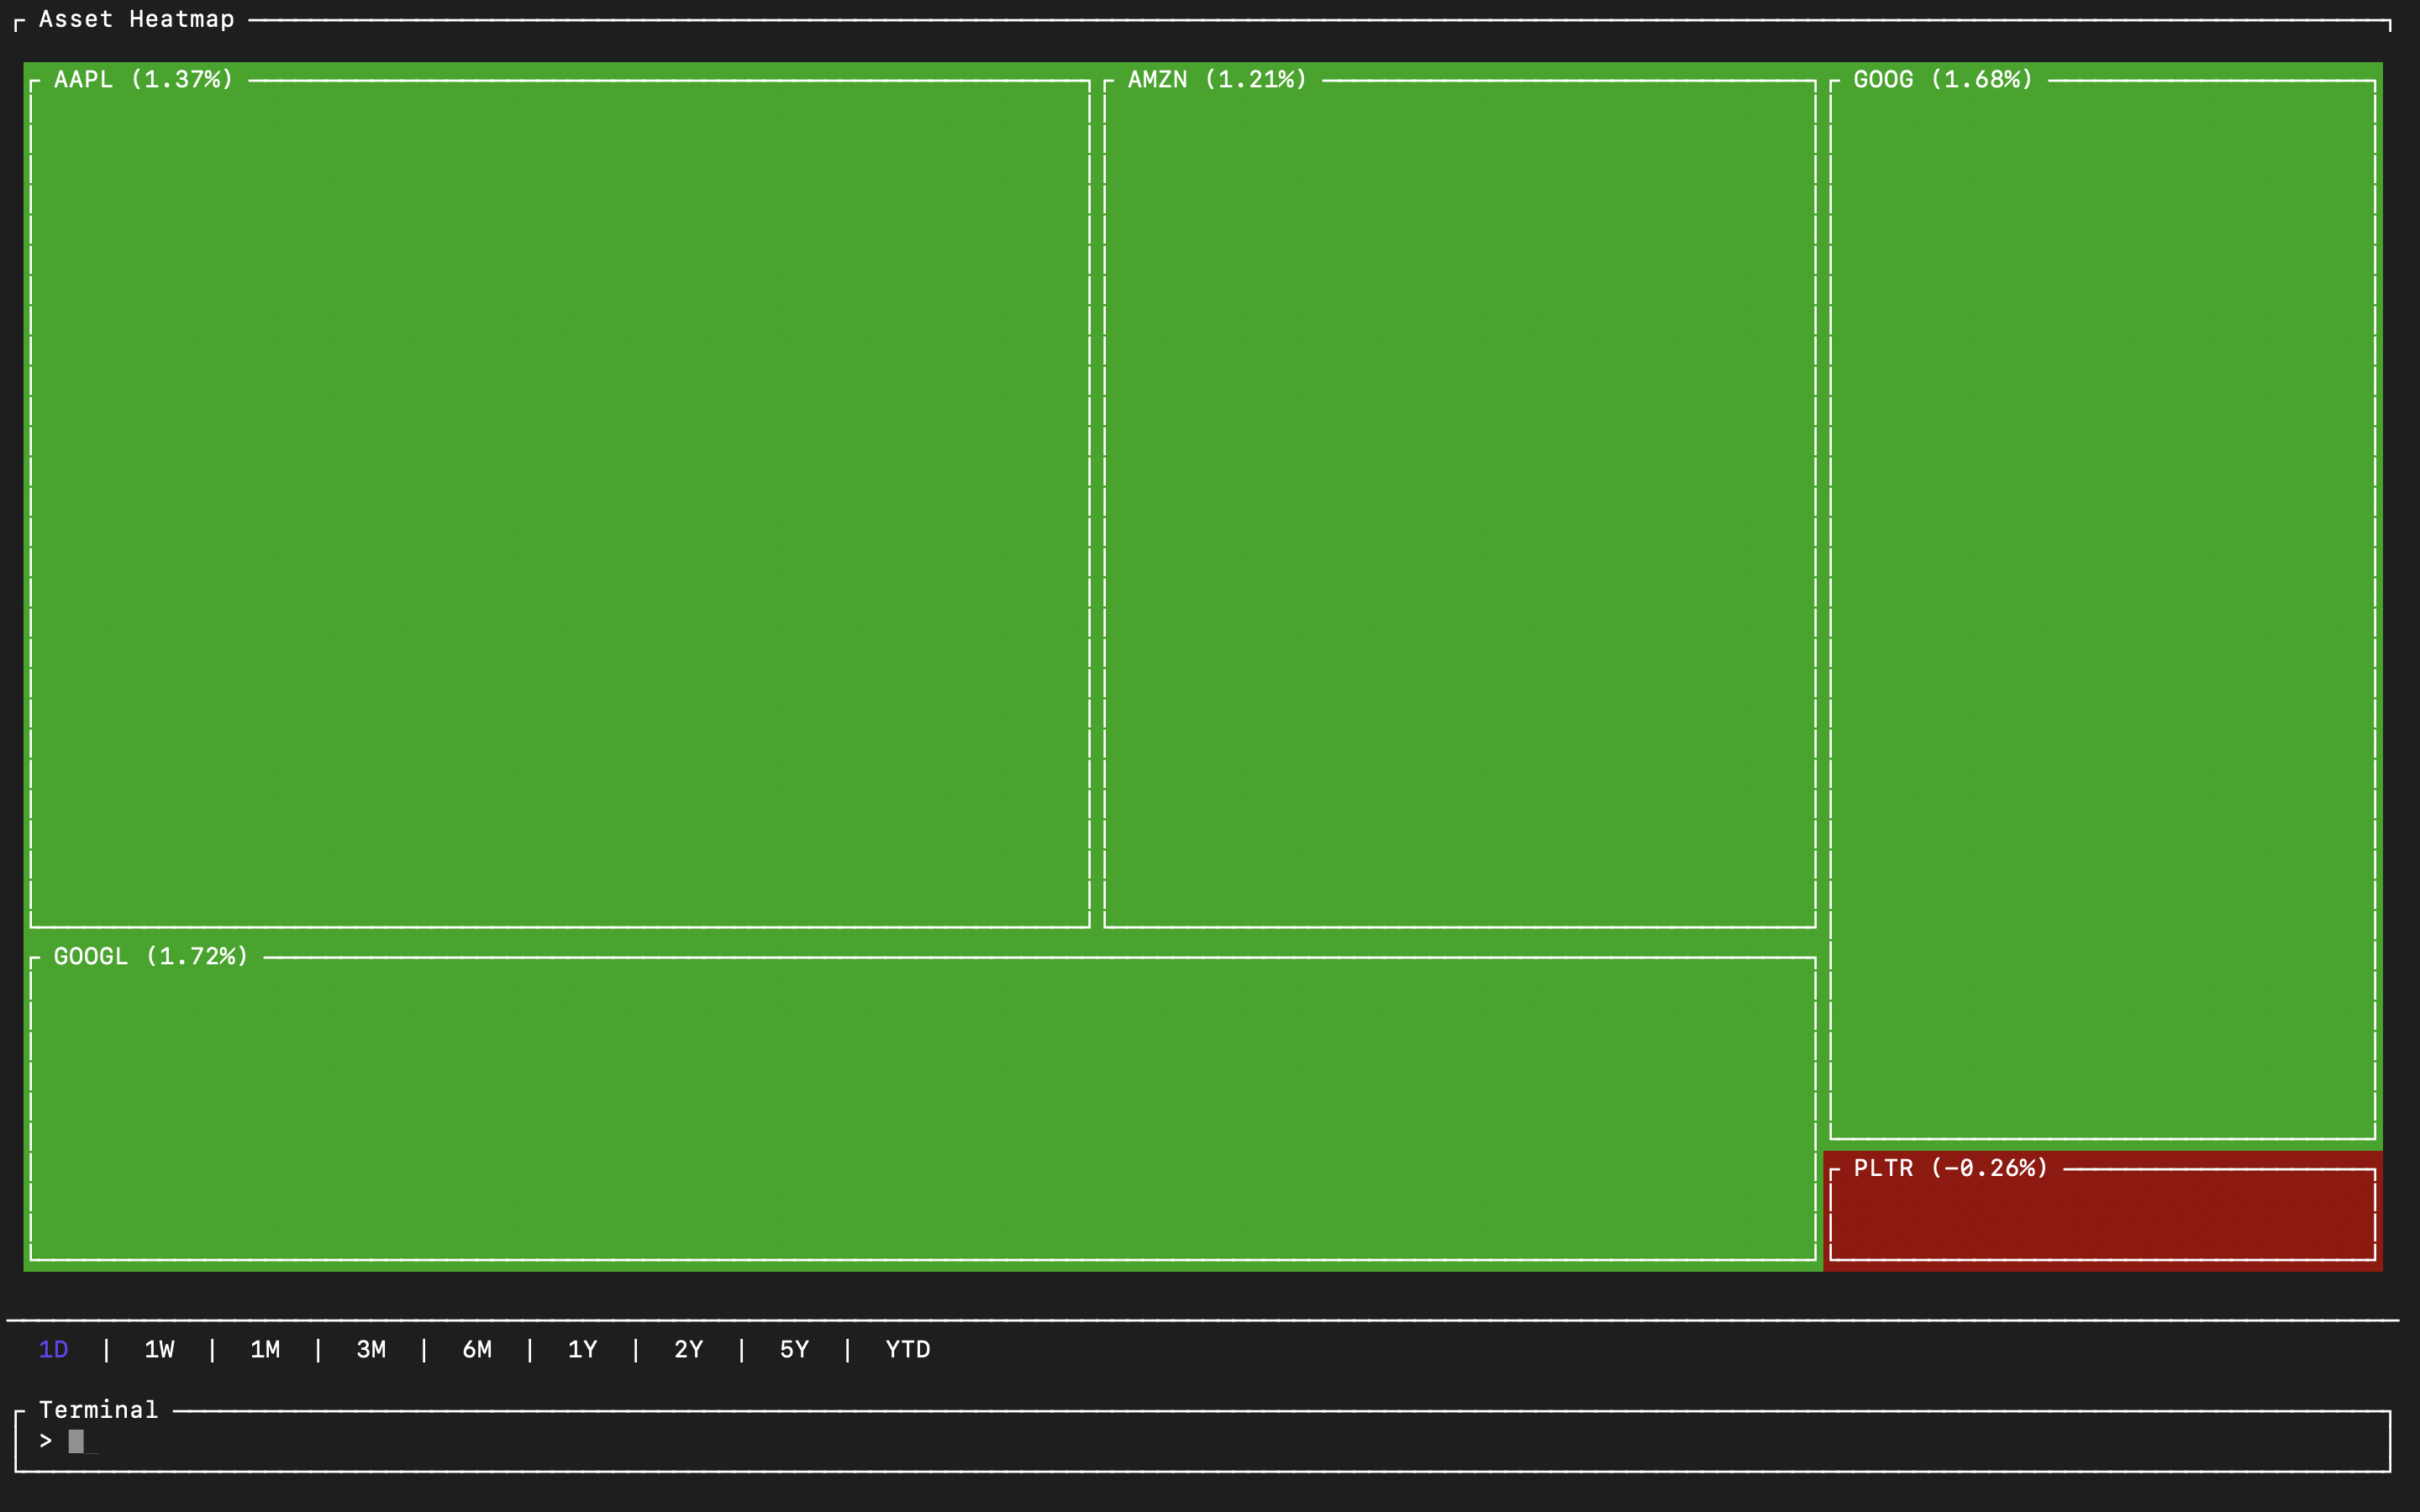 Asset Heatmap
AAPL (1.37%)
AMZN (1.21%)
GOOG (1.68%)
GOOGL (1.72%)
PLTR (-0.26%)
1D | 1W | 1M | 3M | 6M | 1Y | 2Y | 5Y | YTD
Terminal
> _